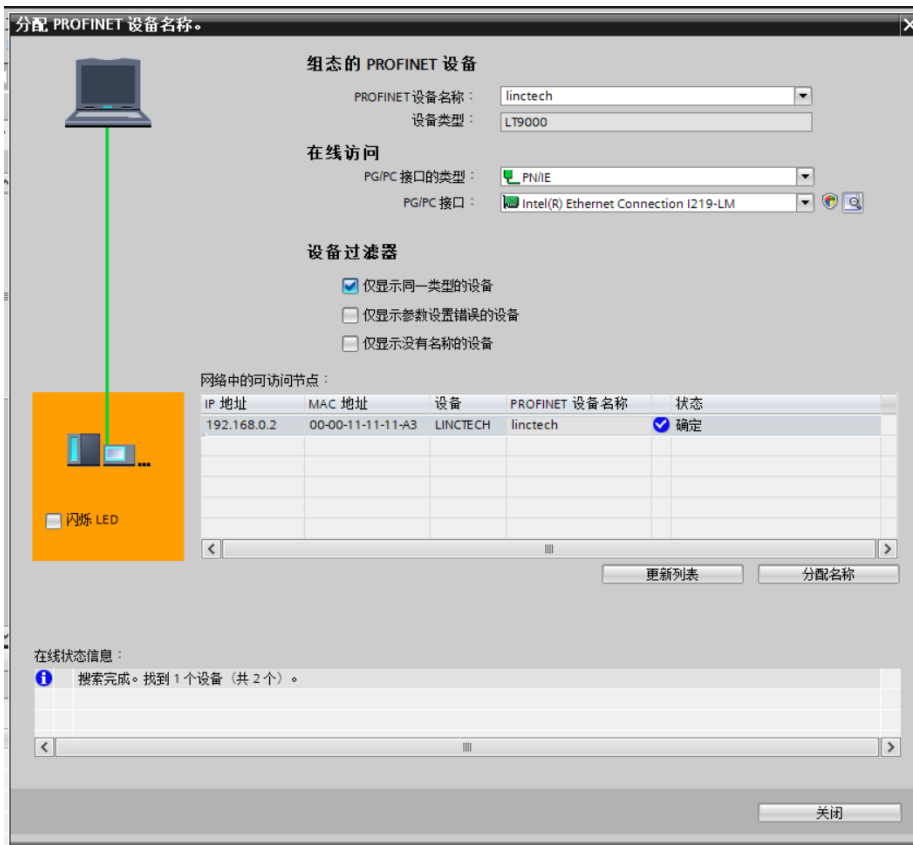 分配 PROFINET 设备名称。
组态的 PROFINET 设备
PROFINET设备名称： linctech
设备类型： LT9000
在线访问
PG/PC 接口的类型： PN/IE
PG/PC 接口： Intel(R) Ethernet Connection I219-LM
设备过滤器
仅显示同一类型的设备
仅显示参数设置错误的设备
仅显示没有名称的设备
网络中的可访问节点：
IP 地址 MAC 地址 设备 PROFINET 设备名称 状态
192.168.0.2 00-00-11-11-11-A3 LINCTECH linctech 确定
闪烁 LED
更新列表 分配名称
在线状态信息：
搜索完成。找到 1 个设备（共 2 个）。
关闭